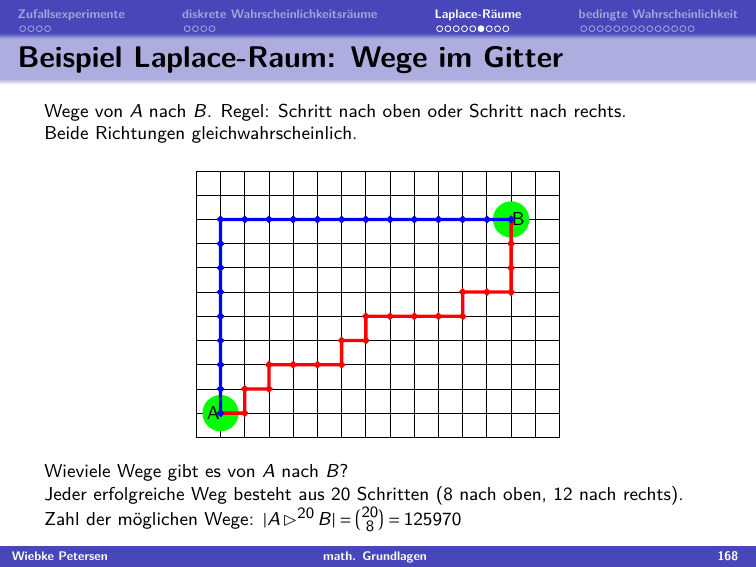 Zufallsexperimente diskrete Wahrscheinlichkeitsräume Laplace-Räume bedingte Wahrscheinlichkeit
Beispiel Laplace-Raum: Wege im Gitter
Wege von A nach B. Regel: Schritt nach oben oder Schritt nach rechts.
Beide Richtungen gleichwahrscheinlich.
B
A
Wieviele Wege gibt es von A nach B?
Jeder erfolgreiche Weg besteht aus 20 Schritten (8 nach oben, 12 nach rechts).
Zahl der möglichen Wege: |A ▷²⁰ B| = (20 8) = 125970
Wiebke Petersen math. Grundlagen 168